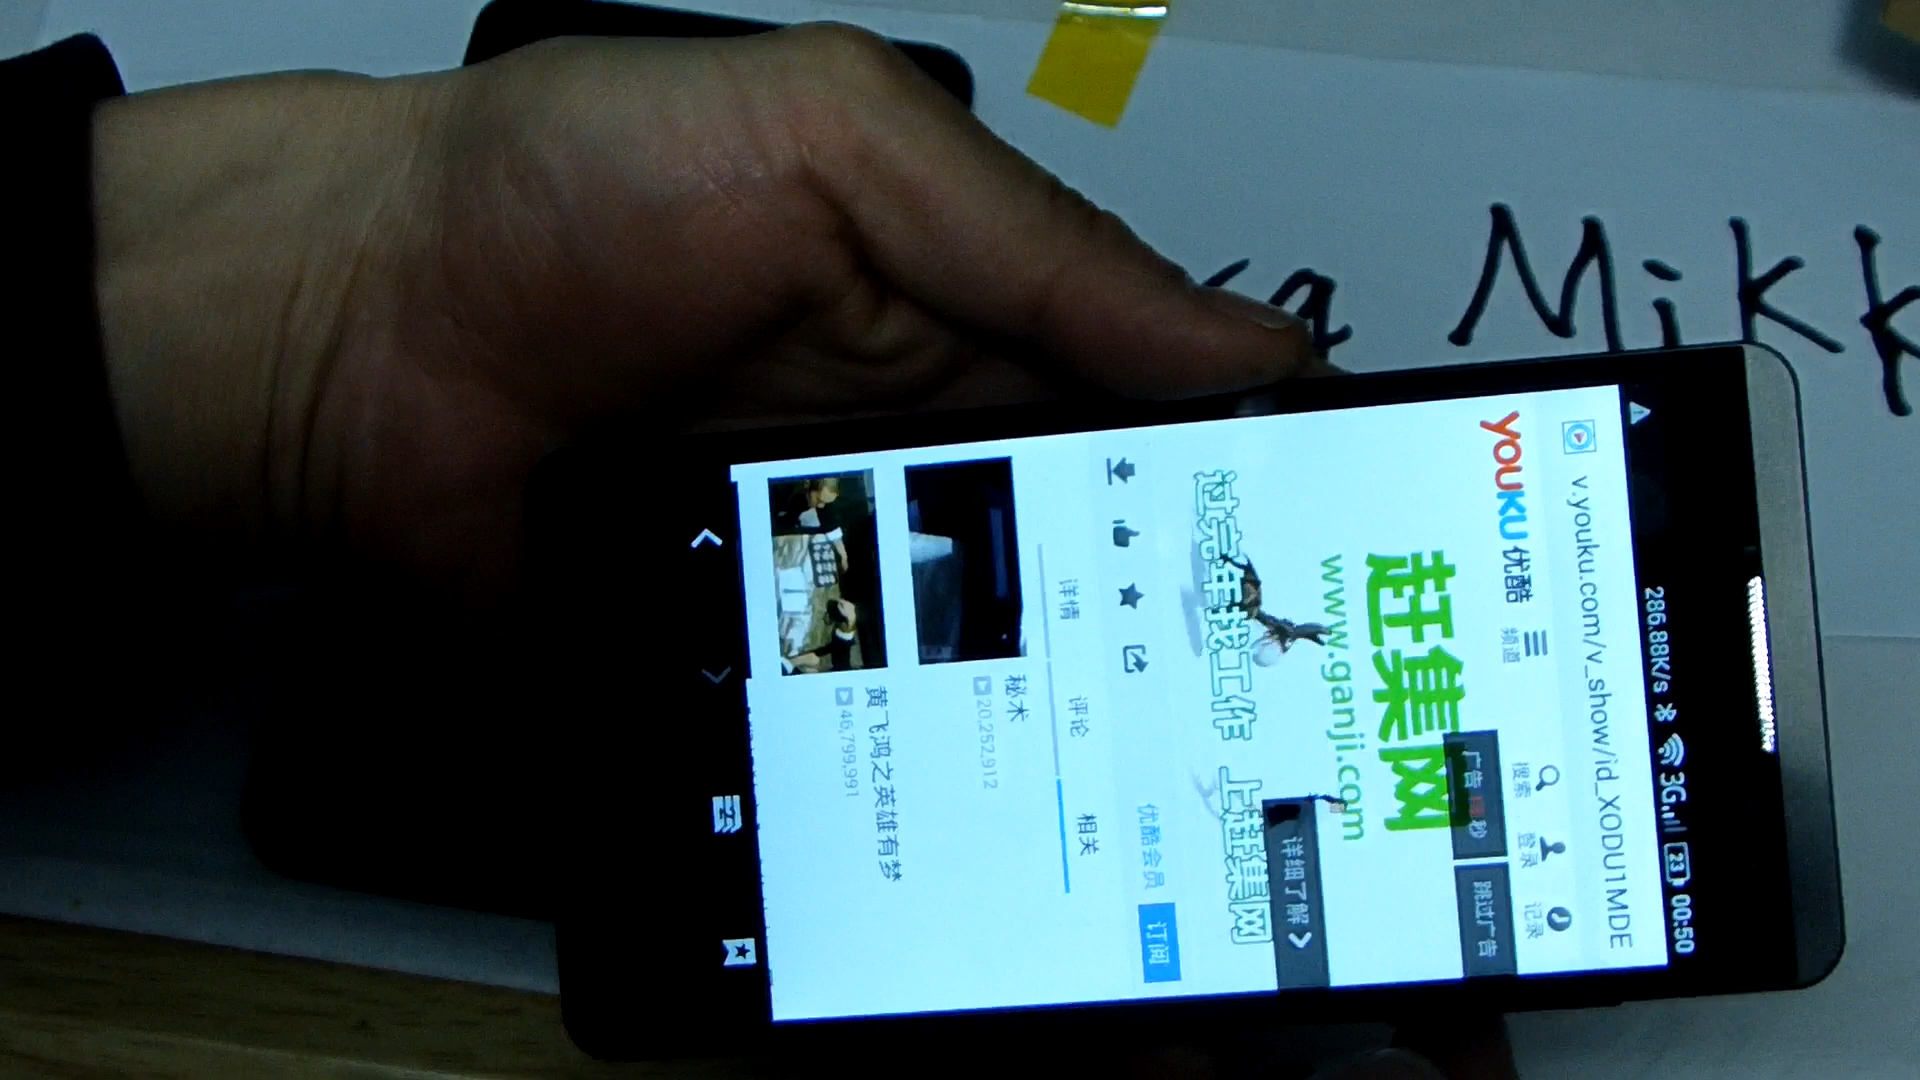 Mikk
286.88K/s 3G 23 00:50
v.youku.com/v_show/id_XODU1MDE
YOUKU 优酷 频道 搜索 登录 记录
广告 秒 跳过广告
赶集网
www.ganji.com
详细了解 >
过完年找工作 上赶集网
优酷会员 订阅
详情 评论 相关
秘术
20,252,912
黄飞鸿之英雄有梦
46,799,991
2